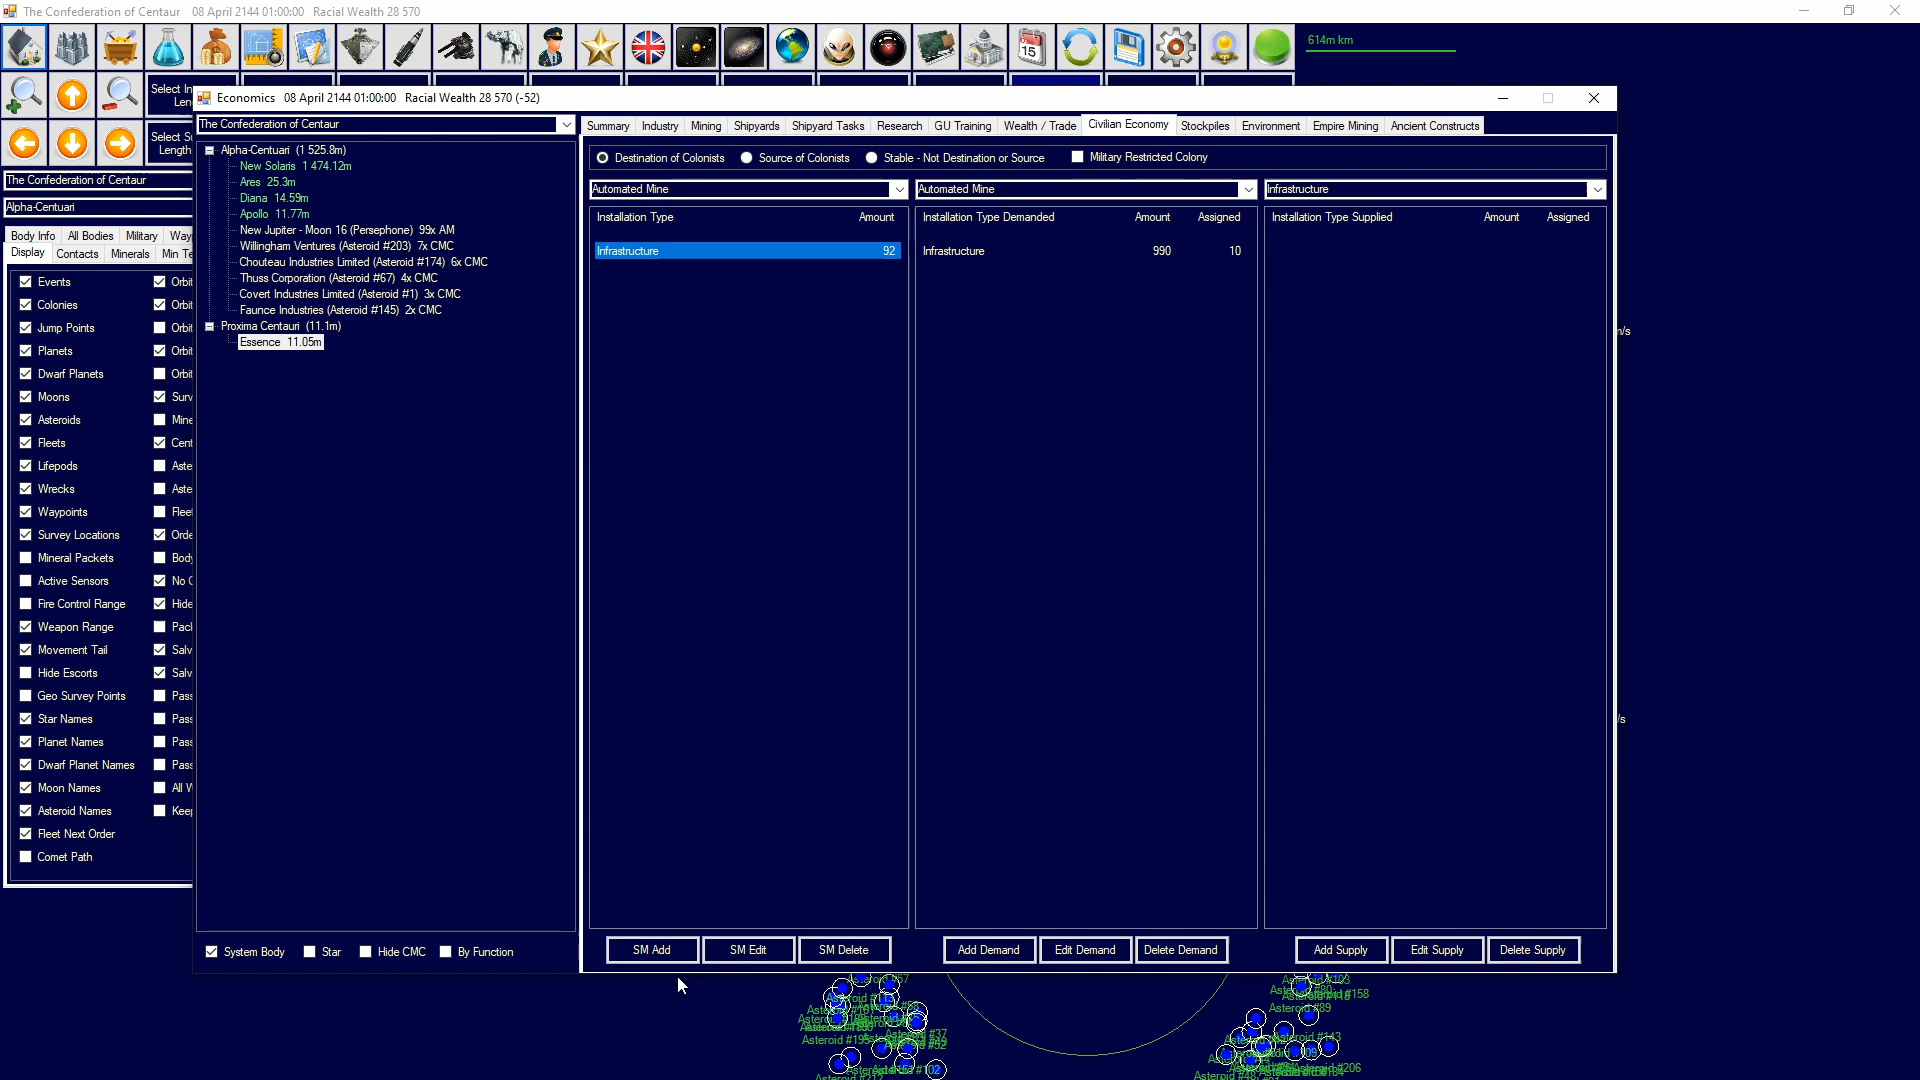 The Confederation of Centaur 08 April 2144 01:00:00 Racial Wealth 28 570
614m km
Economics 08 April 2144 01:00:00 Racial Wealth 28 570 (-52)
The Confederation of Centaur
Alpha-Centuari
Body Info All Bodies Military
Display Contacts Minerals Min
Events
Colonies
Jump Points
Planets
Dwarf Planets
Moons
Asteroids
Fleets
Lifepods
Wrecks
Waypoints
Survey Locations
Mineral Packets
Active Sensors
Fire Control Range
Weapon Range
Movement Tail
Hide Escorts
Geo Survey Points
Star Names
Planet Names
Dwarf Planet Names
Moon Names
Asteroid Names
Fleet Next Order
Comet Path
The Confederation of Centaur
Alpha-Centauri (1 525.8m)
New Solaris 1 474.12m
Ares 25.3m
Diana 14.59m
Apollo 11.77m
New Jupiter - Moon 16 (Persephone) 99x AM
Willingham Ventures (Asteroid #203) 7x CMC
Chouteau Industries Limited (Asteroid #174) 6x CMC
Thuss Corporation (Asteroid #67) 4x CMC
Covert Industries Limited (Asteroid #1) 3x CMC
Faunce Industries (Asteroid #145) 2x CMC
Proxima Centauri (11.1m)
Essence 11.05m
System Body Star Hide CMC By Function
Summary Industry Mining Shipyards Shipyard Tasks Research GU Training Wealth / Trade Civilian Economy Stockpiles Environment Empire Mining Ancient Constructs
Destination of Colonists Source of Colonists Stable - Not Destination or Source Military Restricted Colony
Automated Mine Automated Mine Infrastructure
Installation Type Amount Installation Type Demanded Amount Assigned Installation Type Supplied Amount Assigned
Infrastructure 92 Infrastructure 990 10
SM Add SM Edit SM Delete Add Demand Edit Demand Delete Demand Add Supply Edit Supply Delete Supply